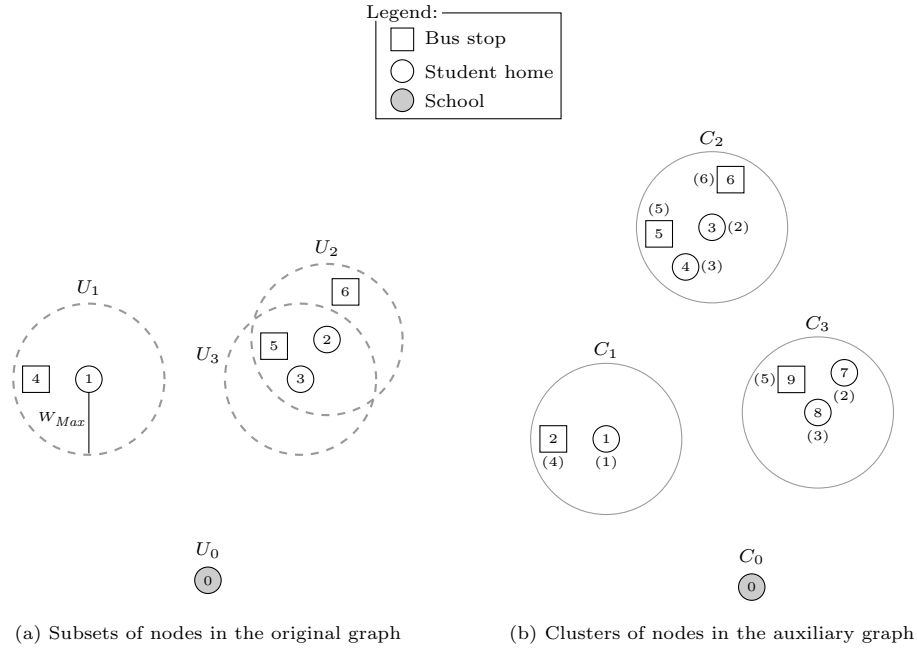 Legend:
Bus stop
Student home
School
C2
(6) 6
(5)
5
3 (2)
4 (3)
U2
6
U1
U3
5
2
3
4
1
WMax
C3
(5) 9
7
(2)
8
(3)
C1
2
1
(4)
(1)
U0
0
C0
0
(a) Subsets of nodes in the original graph
(b) Clusters of nodes in the auxiliary graph